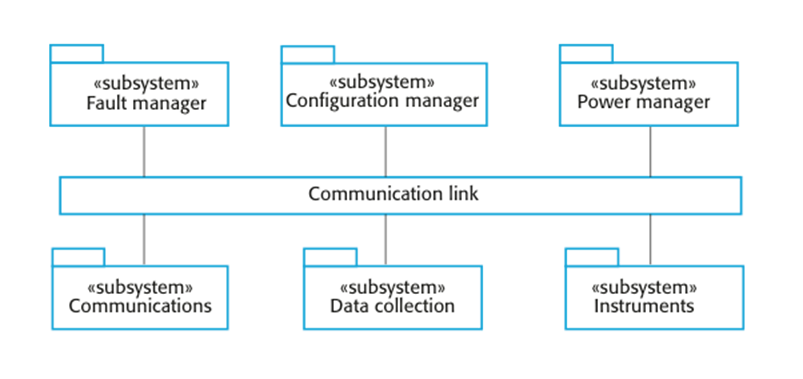 «subsystem»
Fault manager
«subsystem»
Configuration manager
«subsystem»
Power manager
Communication link
«subsystem»
Communications
«subsystem»
Data collection
«subsystem»
Instruments